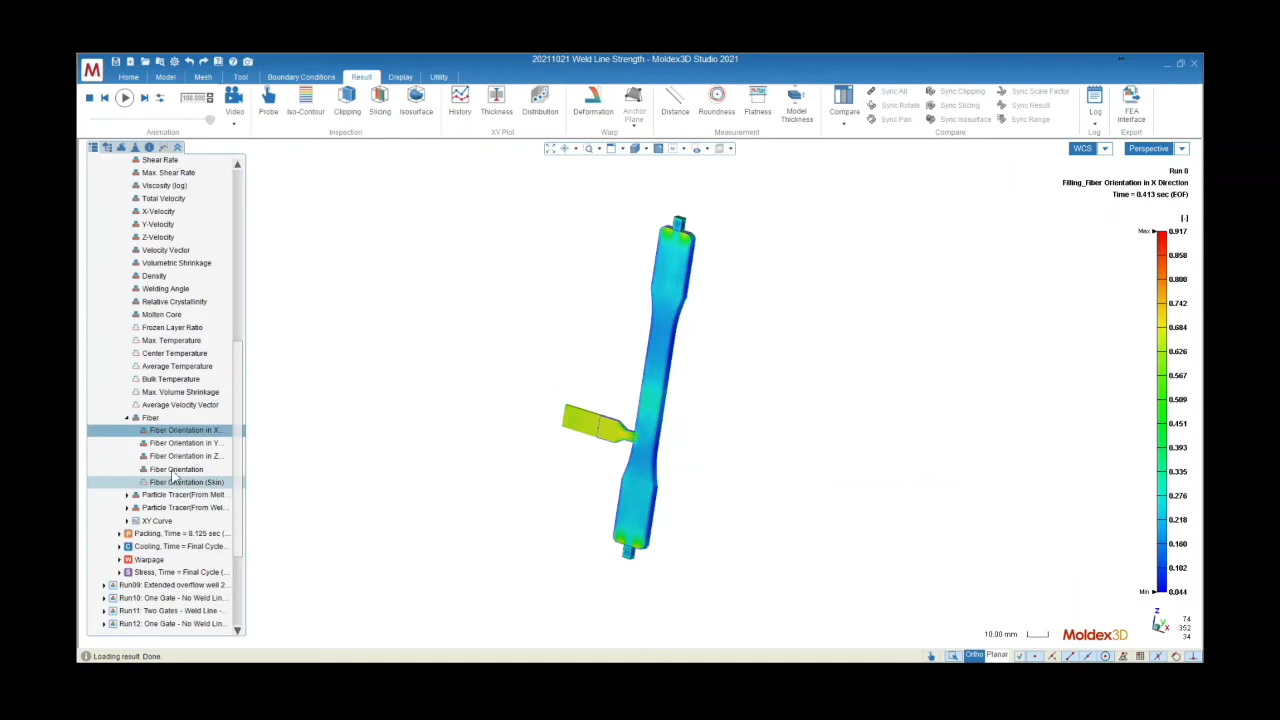 20211021 Weld Line Strength - Moldex3D Studio 2021
M
Home
Model
Mesh
Tool
Boundary Conditions
Result
Display
Utility
100.000
Video
Animation
Probe
Iso-Contour
Clipping
Slicing
Isosurface
Inspection
History
Thickness
Distribution
XY Plot
Deformation
Anchor
Plane
Warp
Distance
Roundness
Flatness
Model
Thickness
Measurement
Compare
Sync All
Sync Rotate
Sync Pan
Sync Clipping
Sync Slicing
Sync Isosurface
Sync Scale Factor
Sync Result
Sync Range
Compare
Log
Log
FEA
Interface
Export
WCS
Perspective
Shear Rate
Max. Shear Rate
Viscosity (log)
Total Velocity
X-Velocity
Y-Velocity
Z-Velocity
Velocity Vector
Volumetric Shrinkage
Density
Welding Angle
Relative Crystallinity
Molten Core
Frozen Layer Ratio
Max. Temperature
Center Temperature
Average Temperature
Bulk Temperature
Max. Volume Shrinkage
Average Velocity Vector
Fiber
Fiber Orientation in X...
Fiber Orientation in Y...
Fiber Orientation in Z...
Fiber Orientation
Fiber Orientation (Skin)
Particle Tracer(From Melt...
Particle Tracer(From Wel...
XY Curve
Packing, Time = 8.125 sec (...
Cooling, Time = Final Cycle...
Warpage
Stress, Time = Final Cycle (...
Run09: Extended overflow well 2...
Run10: One Gate - No Weld Lin...
Run11: Two Gates - Weld Line -...
Run12: One Gate - No Weld Lin...
Run 8
Filling_Fiber Orientation in X Direction
Time = 0.413 sec (EOF)
[-]
Max 0.917
0.858
0.800
0.742
0.684
0.626
0.567
0.509
0.451
0.393
0.335
0.276
0.218
0.160
0.102
Min 0.044
z
y
x
74
352
34
10.00 mm
Moldex3D
Loading result Done.
Ortho
Planar